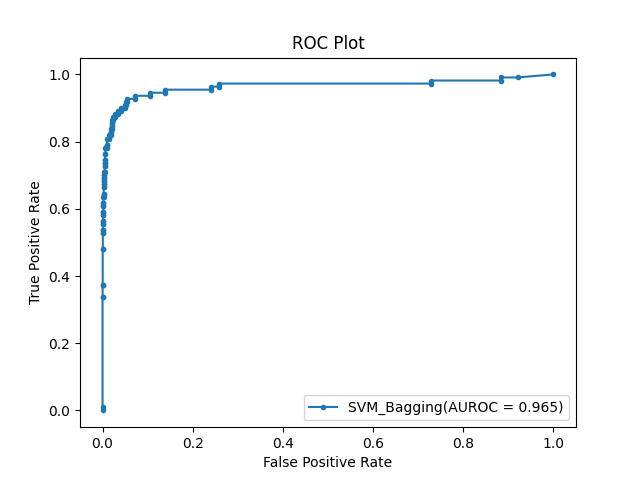 ROC Plot
True Positive Rate
1.0
0.8
0.6
0.4
0.2
0.0
SVM_Bagging(AUROC = 0.965)
0.0 0.2 0.4 0.6 0.8 1.0
False Positive Rate